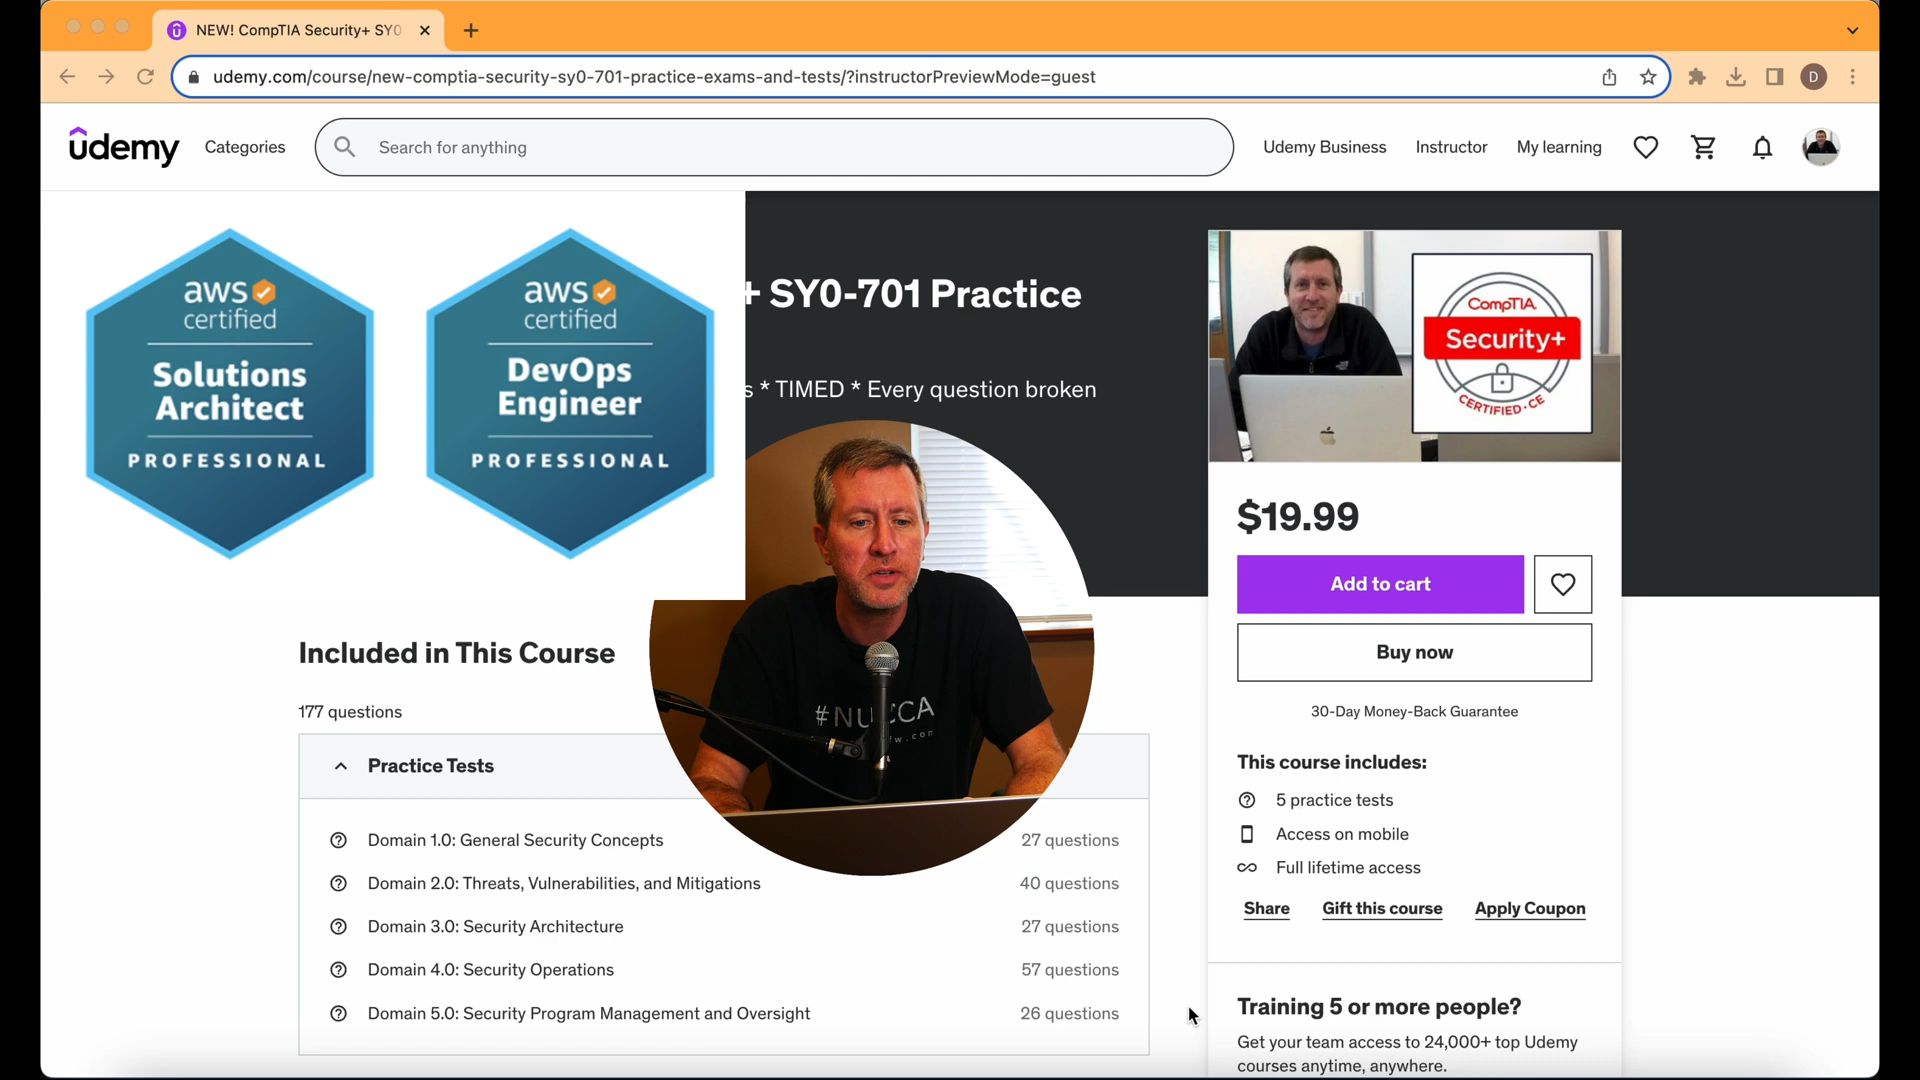 NEW! CompTIA Security+ SY0
udemy.com/course/new-comptia-security-sy0-701-practice-exams-and-tests/?instructorPreviewMode=guest
D
udemy
Categories
Search for anything
Udemy Business
Instructor
My learning
aws
certified
Solutions
Architect
PROFESSIONAL
aws
certified
DevOps
Engineer
PROFESSIONAL
+ SY0-701 Practice
s * TIMED * Every question broken
CompTIA
Security+
CERTIFIED CE
$19.99
Add to cart
Buy now
30-Day Money-Back Guarantee
This course includes:
5 practice tests
Access on mobile
Full lifetime access
Share
Gift this course
Apply Coupon
Training 5 or more people?
Get your team access to 24,000+ top Udemy
courses anytime, anywhere.
Included in This Course
177 questions
Practice Tests
Domain 1.0: General Security Concepts
27 questions
Domain 2.0: Threats, Vulnerabilities, and Mitigations
40 questions
Domain 3.0: Security Architecture
27 questions
Domain 4.0: Security Operations
57 questions
Domain 5.0: Security Program Management and Oversight
26 questions